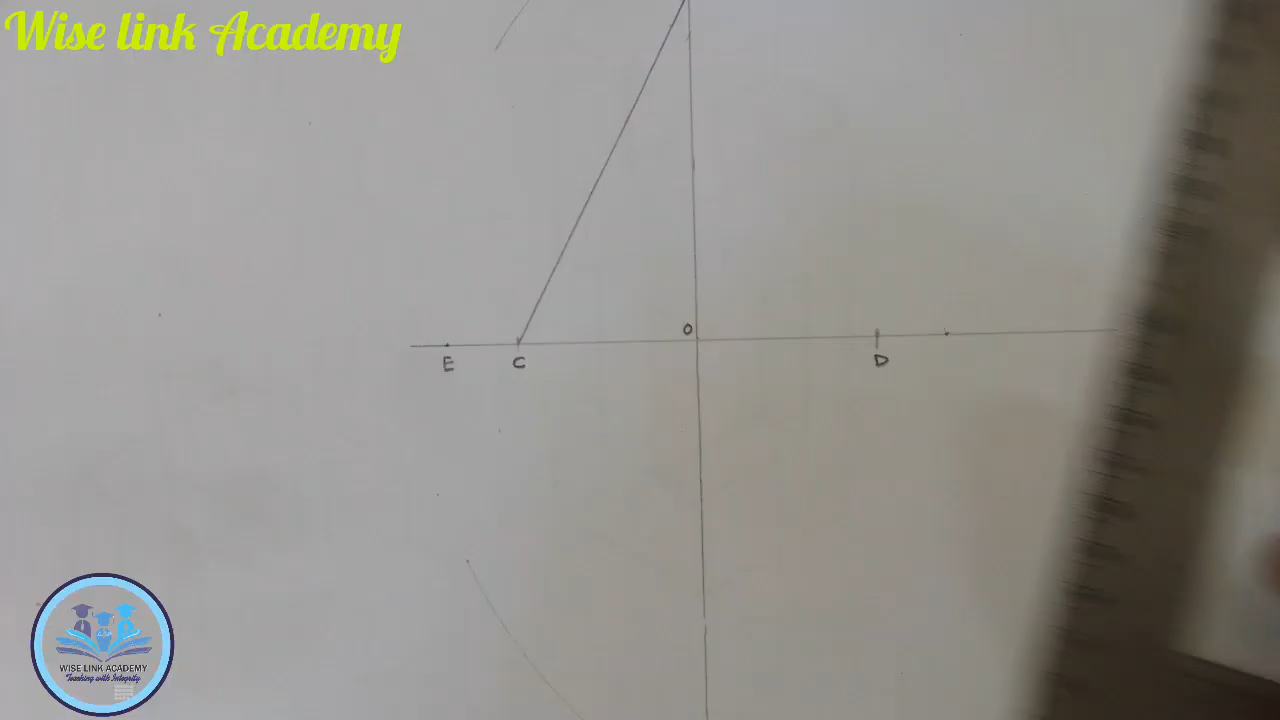 Wise link Academy
O
E C D
WISE LINK ACADEMY
Teaching with Integrity